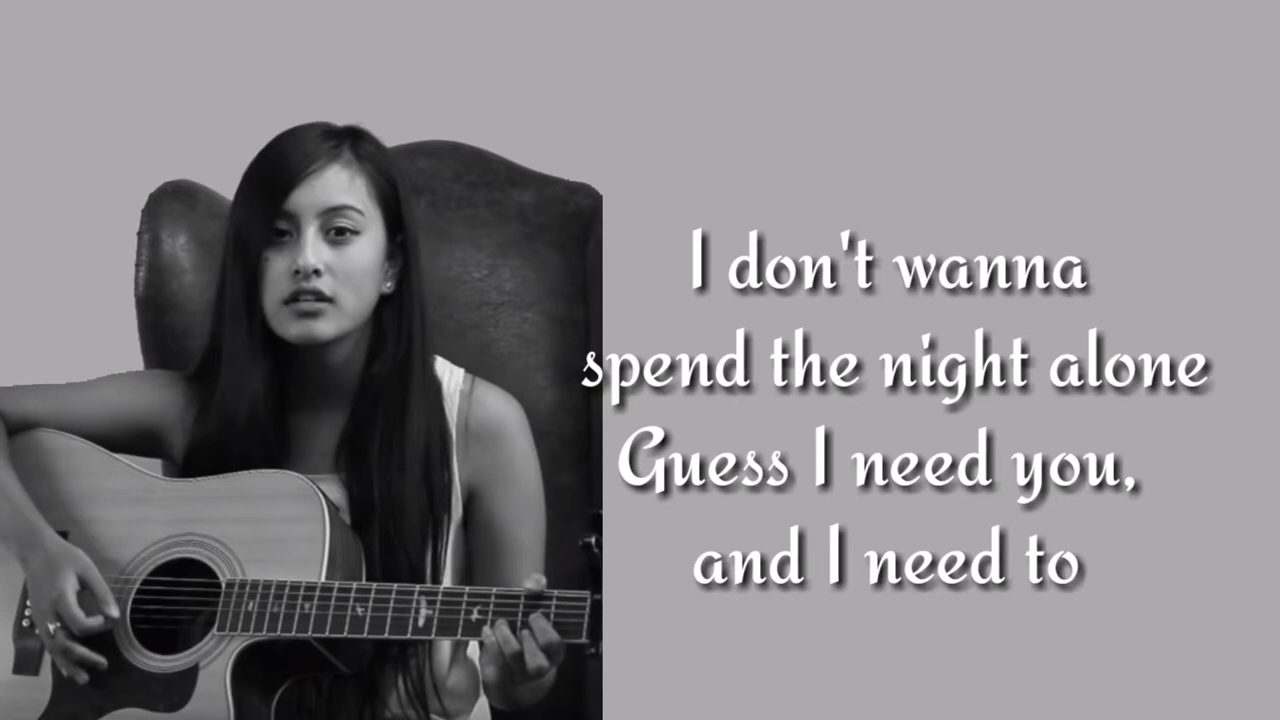 I don't wanna
spend the night alone
Guess I need you,
and I need to